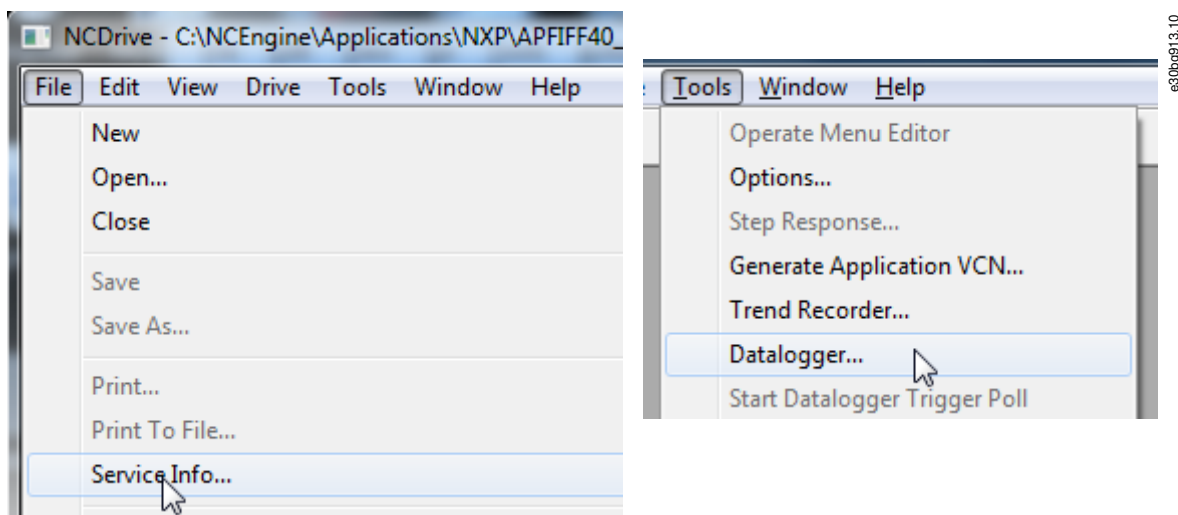 NCDrive - C:\NCEngine\Applications\NXP\APFIFF40_
File Edit View Drive Tools Window Help
New
Open...
Close
Save
Save As...
Print...
Print To File...
Service Info...
Tools Window Help
Operate Menu Editor
Options...
Step Response...
Generate Application VCN...
Trend Recorder...
Datalogger...
Start Datalogger Trigger Poll
e30bg913.10